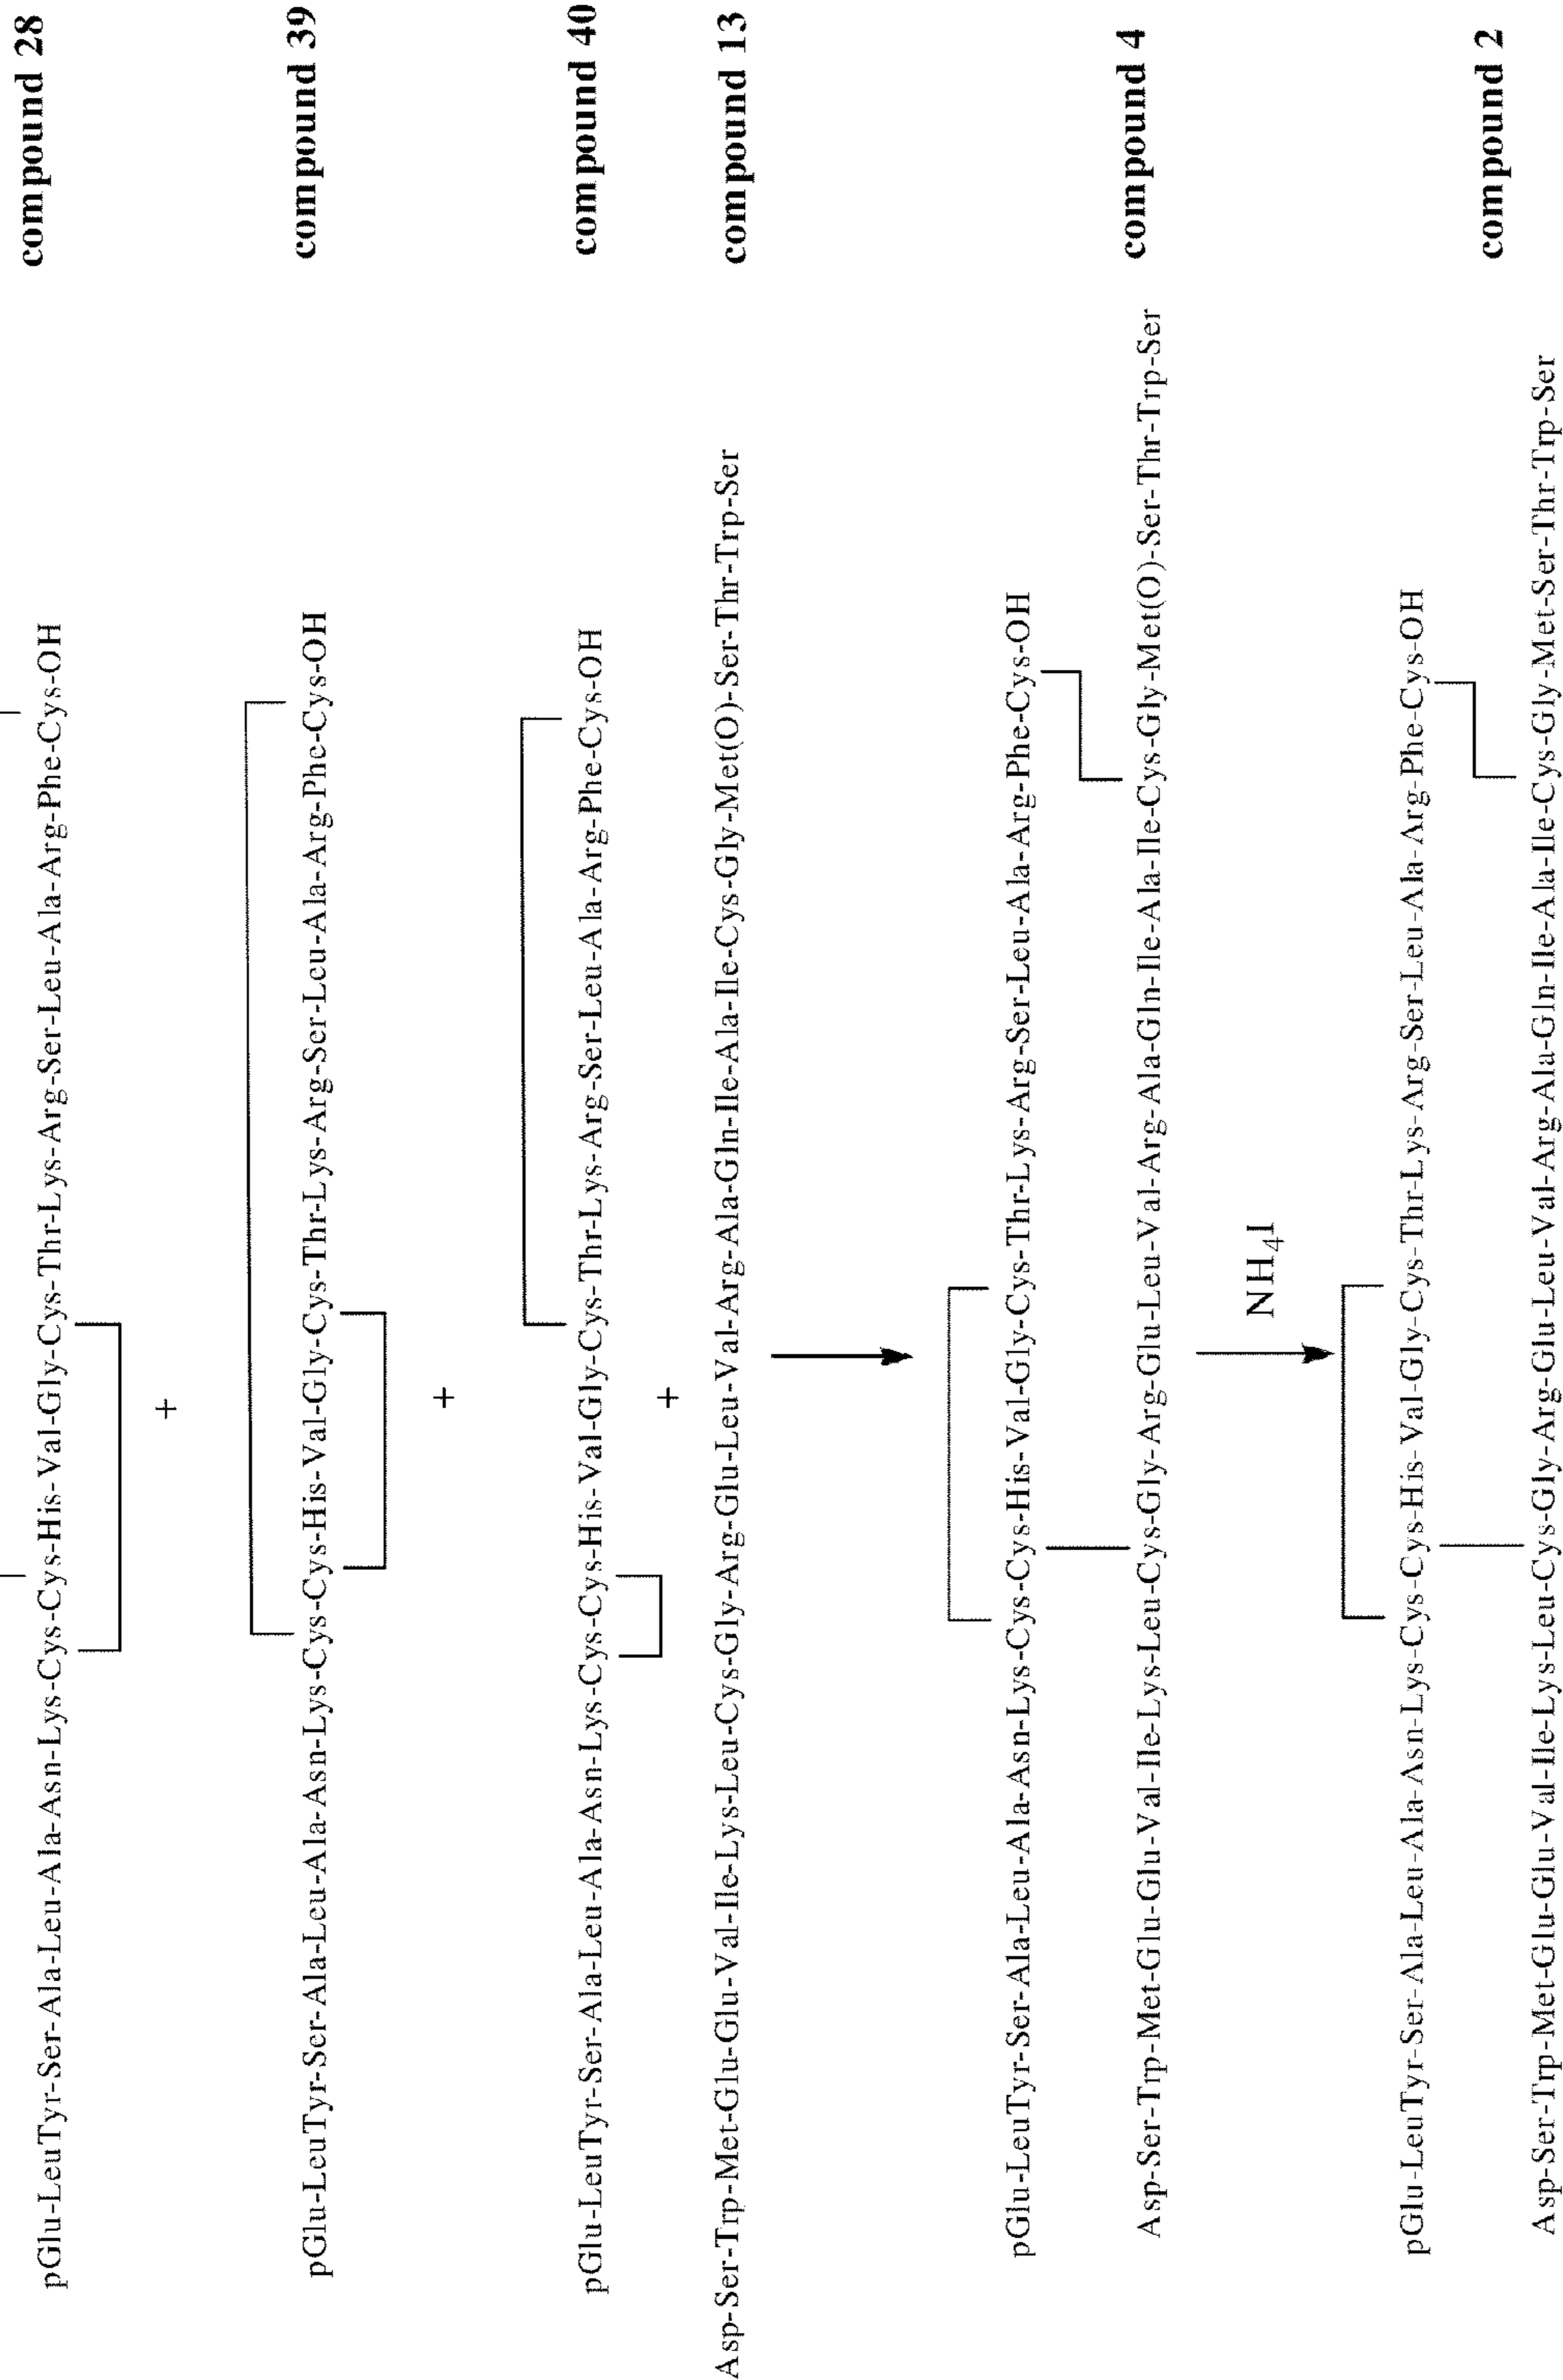 pGlu-LeuTyr-Ser-Ala-Leu-Ala-Asn-Lys-Cys-Cys-His-Val-Gly-Cys-Thr-Lys-Arg-Ser-Leu-Ala-Arg-Phe-Cys-OH compound 28
+
pGlu-LeuTyr-Ser-Ala-Leu-Ala-Asn-Lys-Cys-Cys-His-Val-Gly-Cys-Thr-Lys-Arg-Ser-Leu-Ala-Arg-Phe-Cys-OH compound 39
+
pGlu-LeuTyr-Ser-Ala-Leu-Ala-Asn-Lys-Cys-Cys-His-Val-Gly-Cys-Thr-Lys-Arg-Ser-Leu-Ala-Arg-Phe-Cys-OH compound 40
+
Asp-Ser-Trp-Met-Glu-Glu-Val-Ile-Lys-Leu-Cys-Gly-Arg-Glu-Leu-Val-Arg-Ala-Gln-Ile-Ala-Ile-Cys-Gly-Met(O)-Ser-Thr-Trp-Ser compound 13
pGlu-LeuTyr-Ser-Ala-Leu-Ala-Asn-Lys-Cys-Cys-His-Val-Gly-Cys-Thr-Lys-Arg-Ser-Leu-Ala-Arg-Phe-Cys-OH
Asp-Ser-Trp-Met-Glu-Glu-Val-Ile-Lys-Leu-Cys-Gly-Arg-Glu-Leu-Val-Arg-Ala-Gln-Ile-Ala-Ile-Cys-Gly-Met(O)-Ser-Thr-Trp-Ser compound 4
NH4I
pGlu-LeuTyr-Ser-Ala-Leu-Ala-Asn-Lys-Cys-Cys-His-Val-Gly-Cys-Thr-Lys-Arg-Ser-Leu-Ala-Arg-Phe-Cys-OH
compound 2
Asp-Ser-Trp-Met-Glu-Glu-Val-Ile-Lys-Leu-Cys-Gly-Arg-Glu-Leu-Val-Arg-Ala-Gln-Ile-Ala-Ile-Cys-Gly-Met-Ser-Thr-Trp-Ser